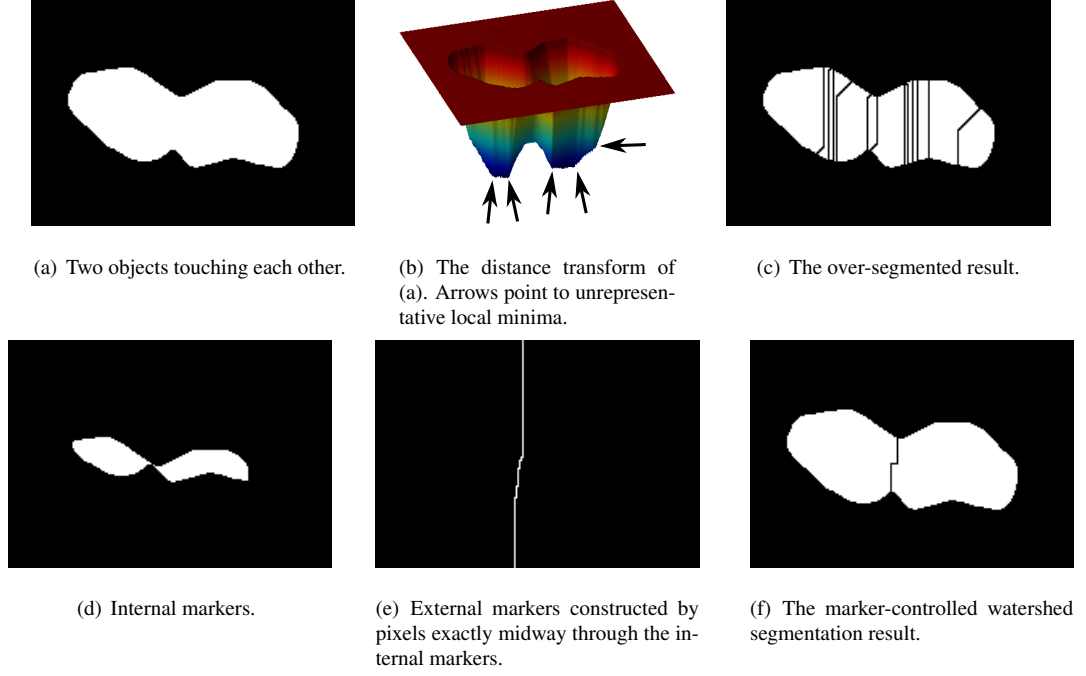 (a) Two objects touching each other.
(b) The distance transform of
(a). Arrows point to unrepresen-
tative local minima.
(c) The over-segmented result.
(d) Internal markers.
(e) External markers constructed by
pixels exactly midway through the in-
ternal markers.
(f) The marker-controlled watershed
segmentation result.